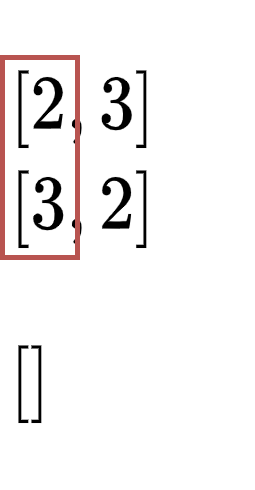 [2, 3]
[3, 2]
[]